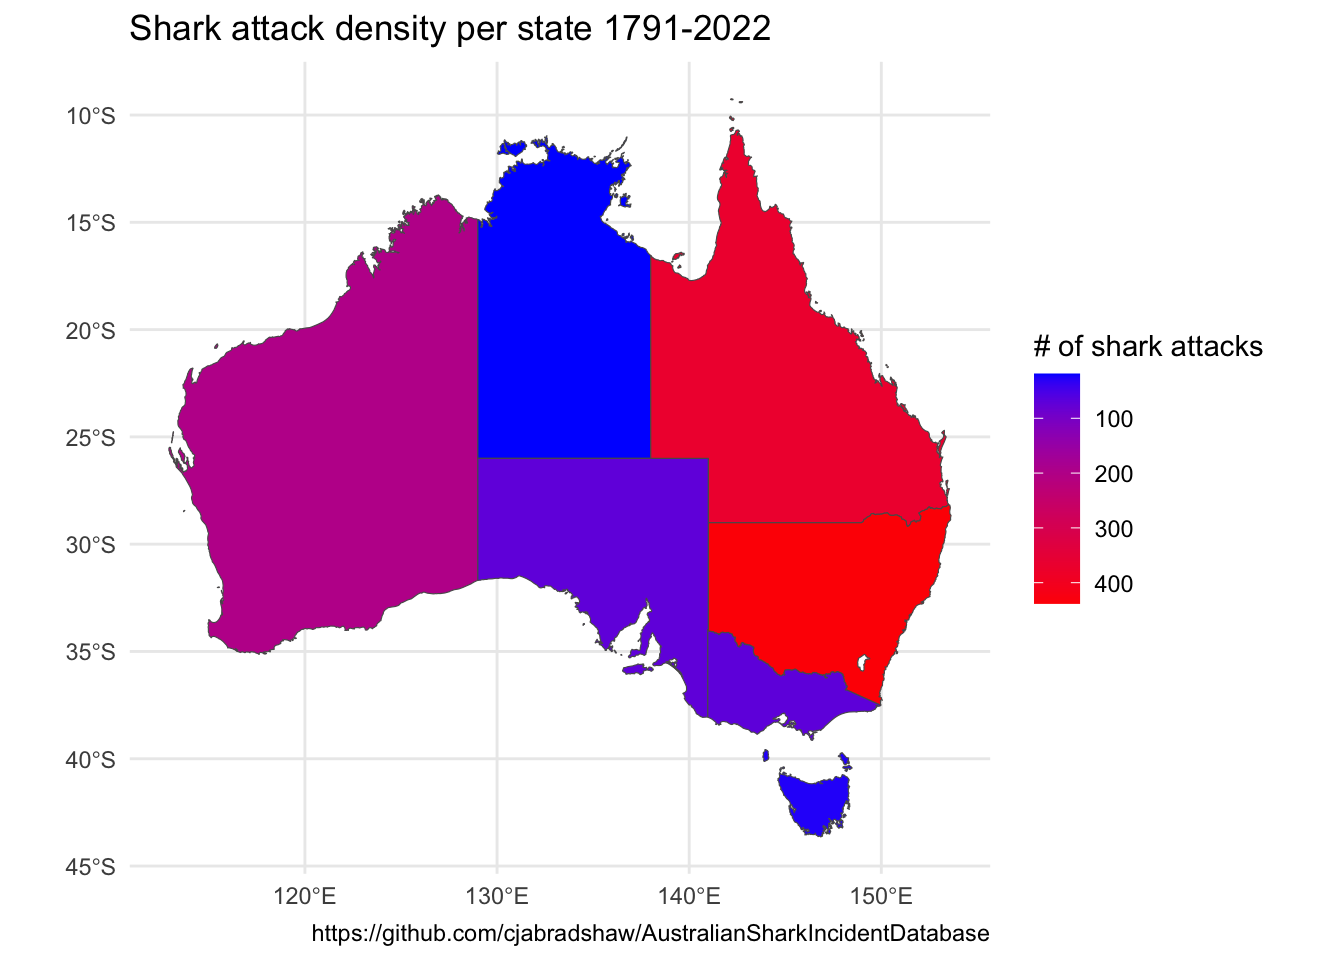 Shark attack density per state 1791-2022
10°S
15°S
20°S
25°S
30°S
35°S
40°S
45°S
120°E
130°E
140°E
150°E
# of shark attacks
100
200
300
400
https://github.com/cjabradshaw/AustralianSharkIncidentDatabase